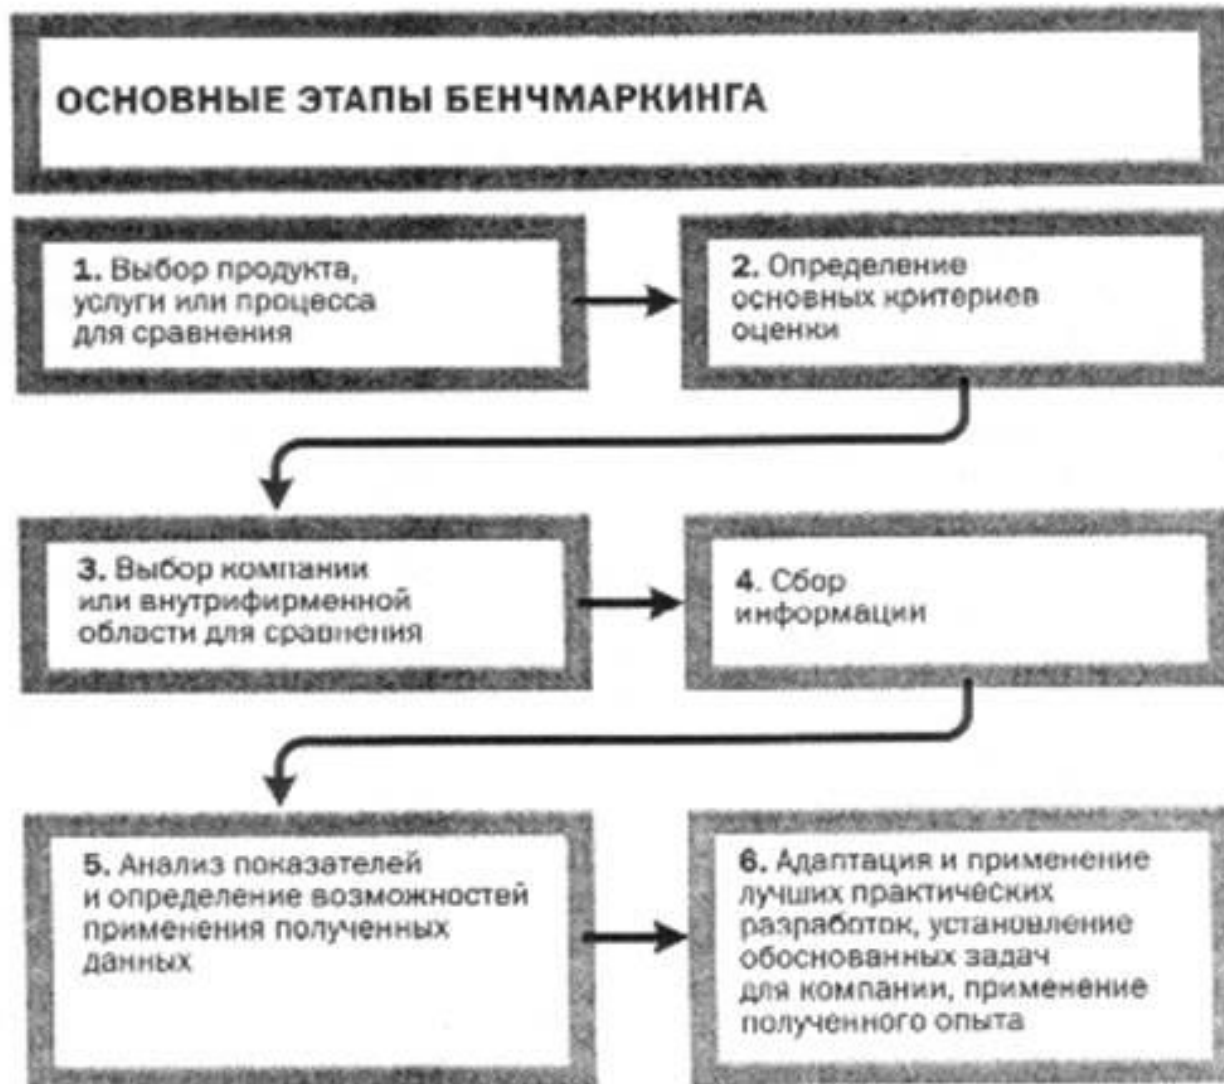 ОСНОВНЫЕ ЭТАПЫ БЕНЧМАРКИНГА
1. Выбор продукта,
услуги или процесса
для сравнения
2. Определение
основных критериев
оценки
3. Выбор компании
или внутрифирменной
области для сравнения
4. Сбор
информации
5. Анализ показателей
и определение возможностей
применения полученных
данных
6. Адаптация и применение
лучших практических
разработок, установление
обоснованных задач
для компании, применение
полученного опыта